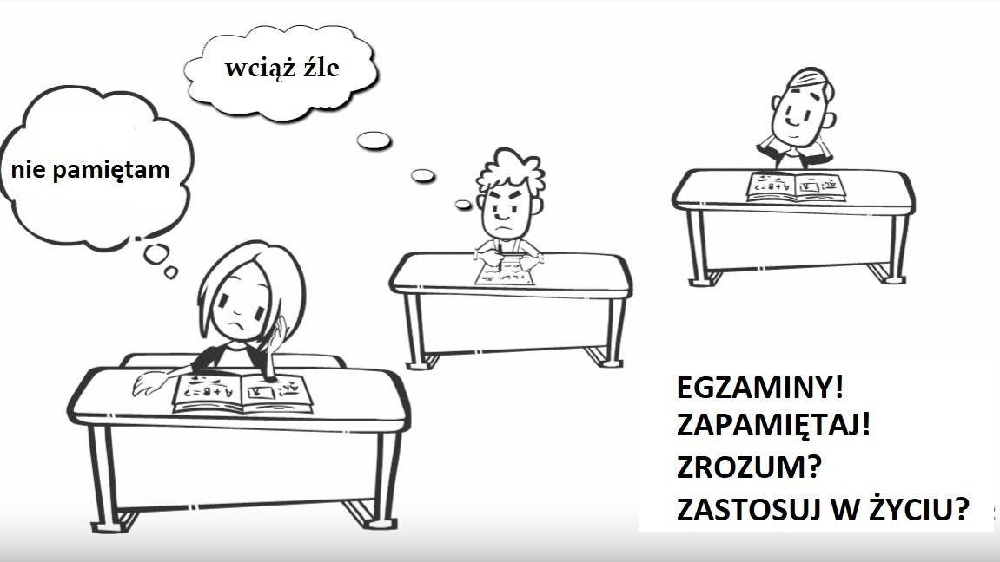 wciąż źle
nie pamiętam
EGZAMINY!
ZAPAMIĘTAJ!
ZROZUM?
ZASTOSUJ W ŻYCIU?
A+B=?
A+B=?